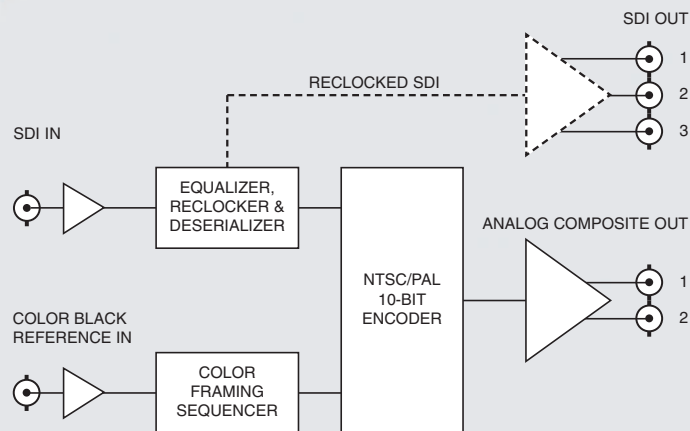 SDI OUT
1
RECLOCKED SDI
2
3
SDI IN
EQUALIZER,
RECLOCKER &
DESERIALIZER
ANALOG COMPOSITE OUT
NTSC/PAL
10-BIT
ENCODER
1
2
COLOR BLACK
REFERENCE IN
COLOR
FRAMING
SEQUENCER